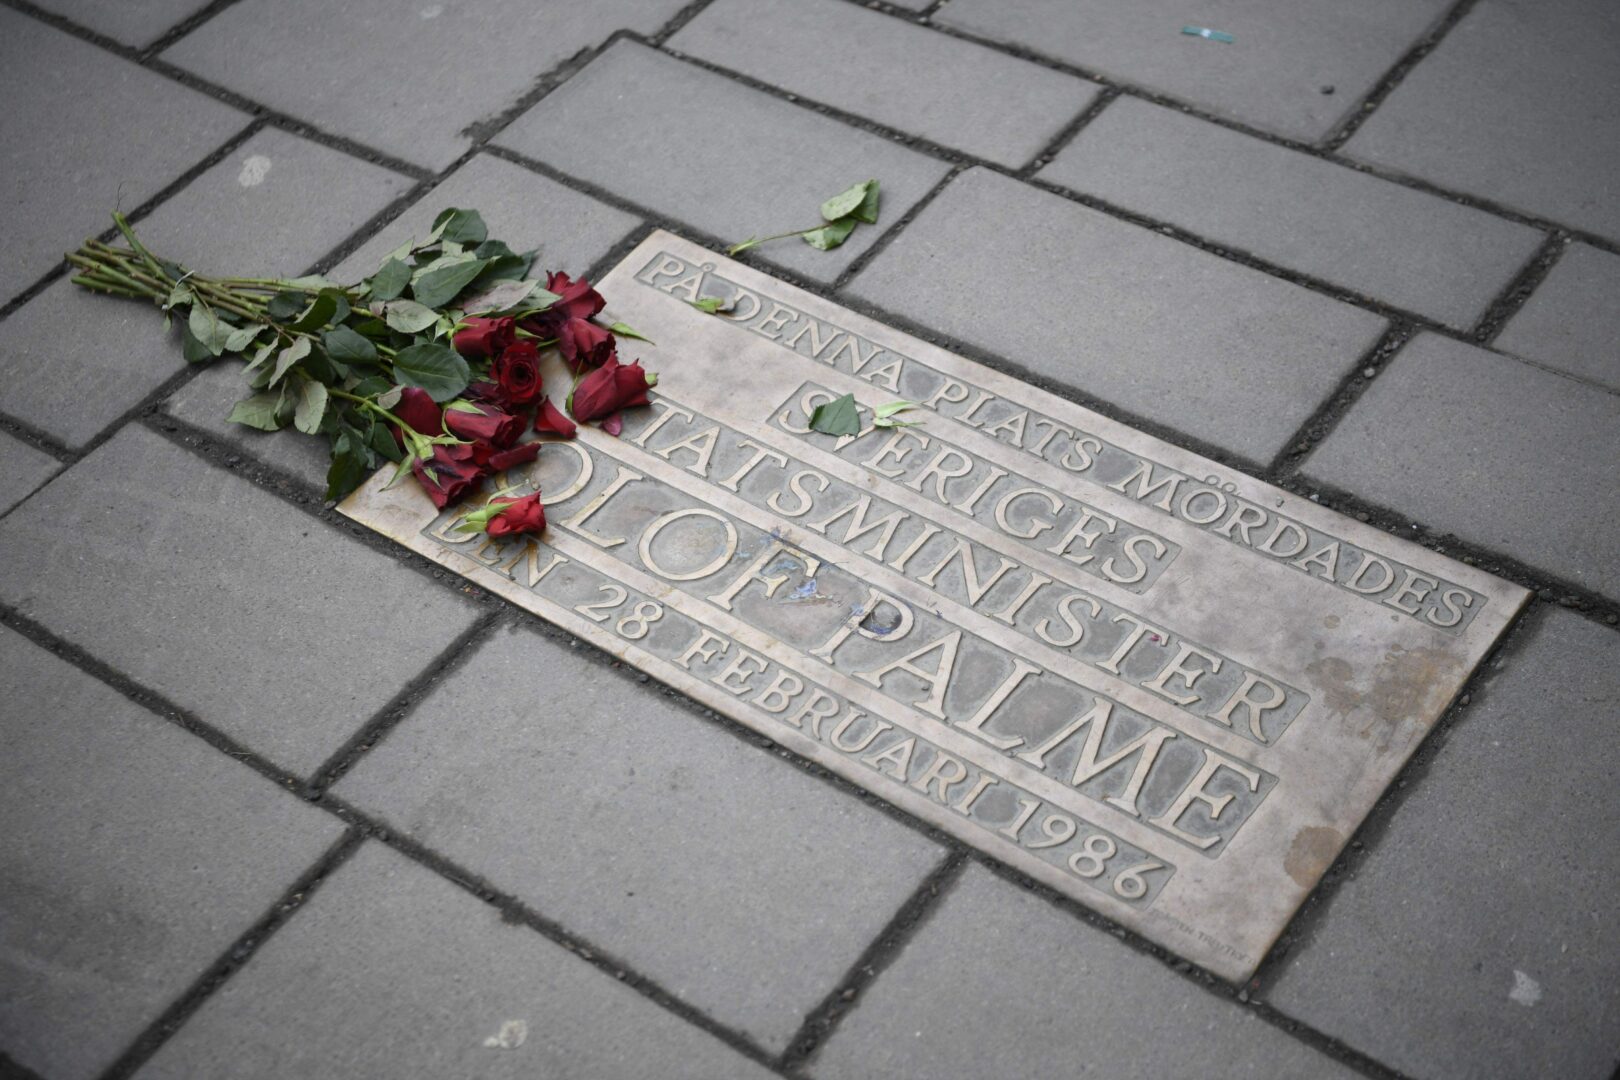 PÅ DENNA PLATS MÖRDADES
SVERIGES
STATSMINISTER
OLOF PALME
DEN 28 FEBRUARI 1986